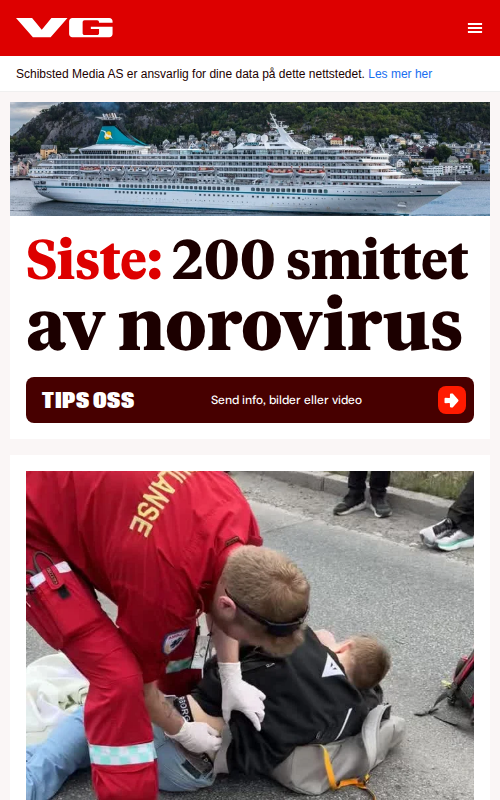 VG
Schibsted Media AS er ansvarlig for dine data på dette nettstedet. Les mer her
Siste: 200 smittet
av norovirus
TIPS OSS
Send info, bilder eller video